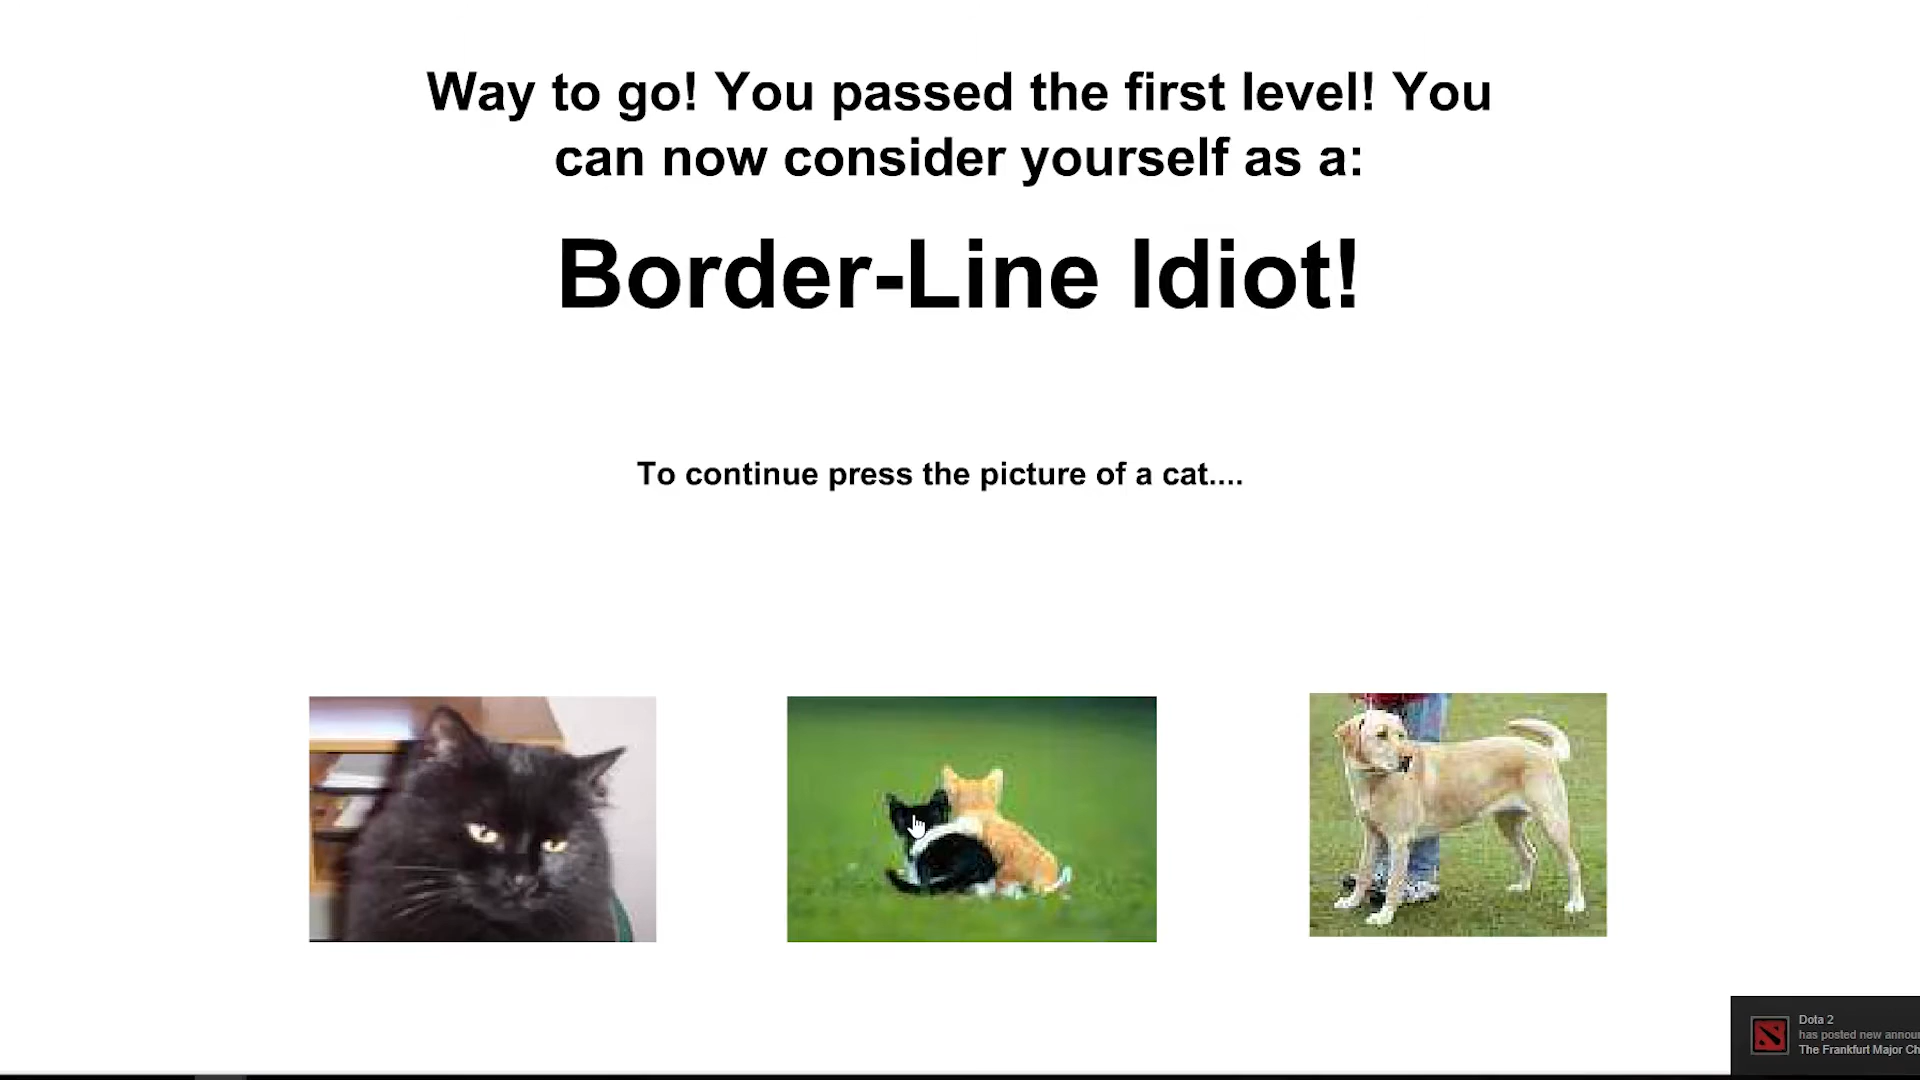 Way to go! You passed the first level! You
can now consider yourself as a:
Border-Line Idiot!
To continue press the picture of a cat....
Dota 2
has posted new annou
The Frankfurt Major Ch